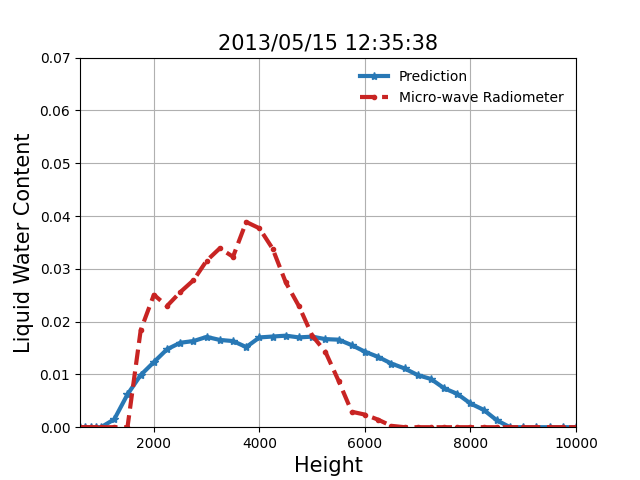 2013/05/15 12:35:38
Prediction
Micro-wave Radiometer
Liquid Water Content
0.07
0.06
0.05
0.04
0.03
0.02
0.01
0.00
2000 4000 6000 8000 10000
Height